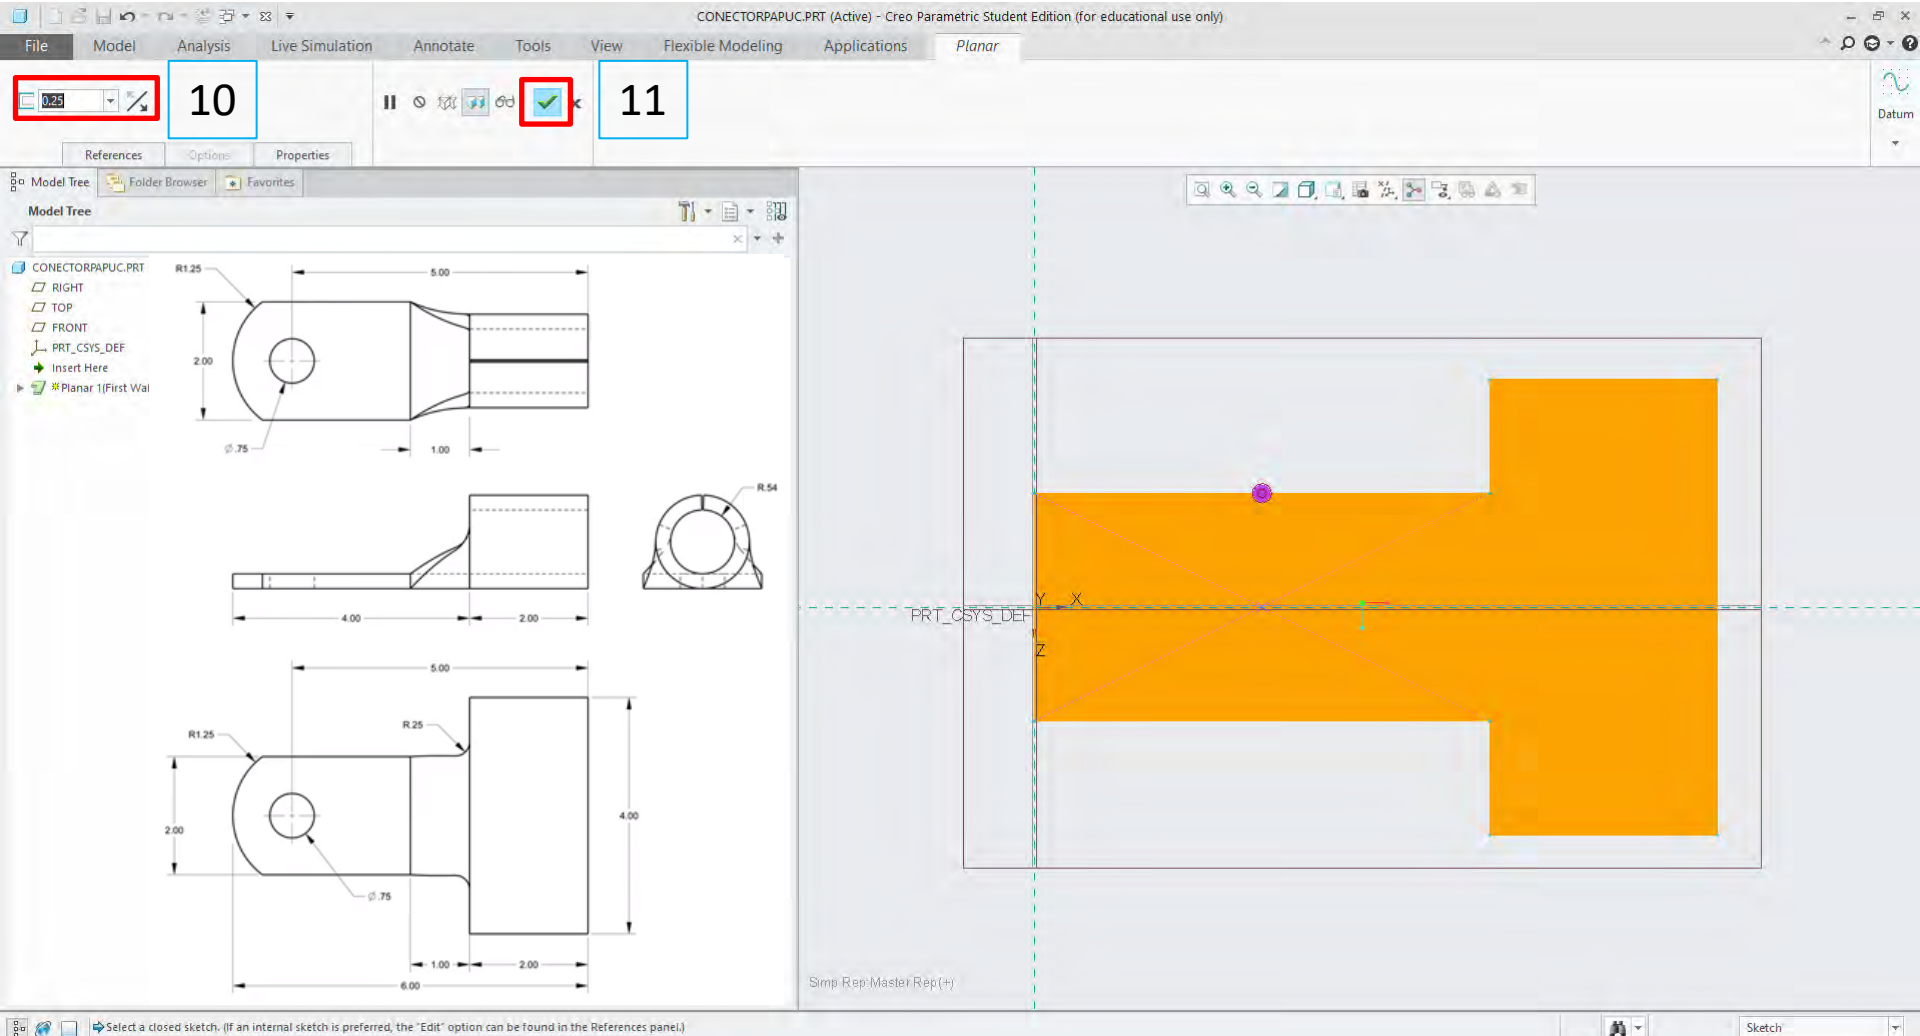 CONECTORPAPUC.PRT (Active) - Creo Parametric Student Edition (for educational use only)
File Model Analysis Live Simulation Annotate Tools View Flexible Modeling Applications Planar
0.25
10
11
Datum
References Options Properties
Model Tree Folder Browser Favorites
Model Tree
CONECTORPAPUC.PRT
RIGHT
TOP
FRONT
PRT_CSYS_DEF
Insert Here
Planar 1(First Wal
R1.25
5.00
2.00
Ø.75
1.00
R.54
4.00
2.00
5.00
R1.25
R.25
2.00
4.00
Ø.75
1.00
2.00
6.00
Y X
PRT_CSYS_DEF
Z
Simp Rep:Master Rep(+)
Select a closed sketch. (If an internal sketch is preferred, the "Edit" option can be found in the References panel.)
Sketch